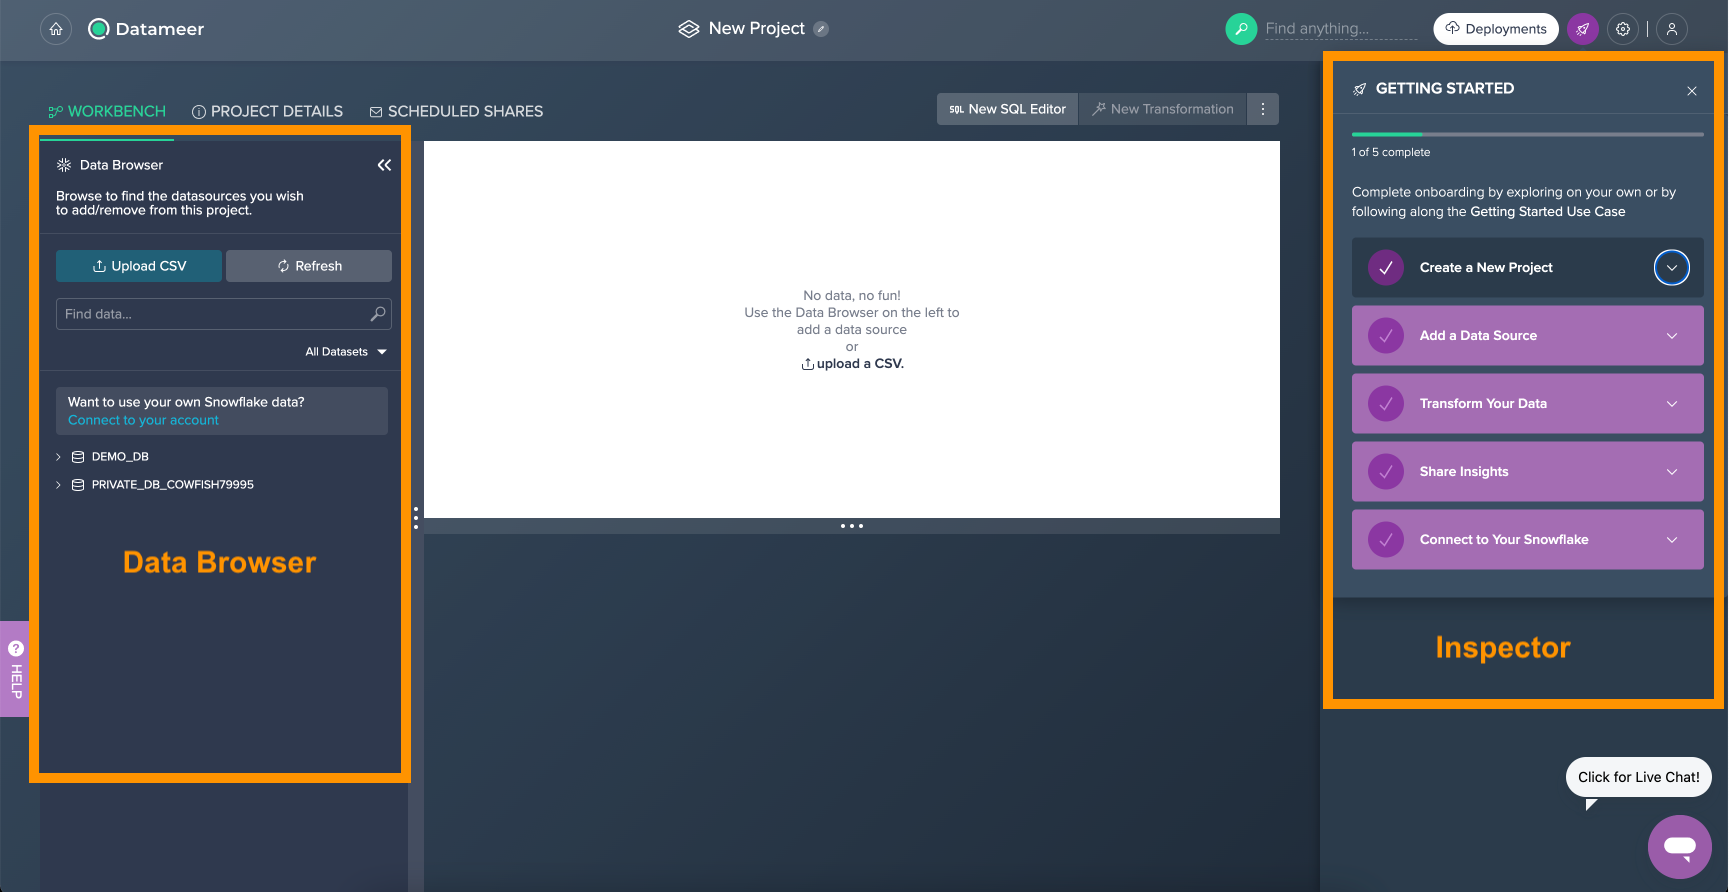 Datameer
New Project
Find anything...
Deployments
WORKBENCH
PROJECT DETAILS
SCHEDULED SHARES
SQL New SQL Editor
New Transformation
Data Browser
Browse to find the datasources you wish
to add/remove from this project.
Upload CSV
Refresh
Find data...
All Datasets
Want to use your own Snowflake data?
Connect to your account
DEMO_DB
PRIVATE_DB_COWFISH79995
Data Browser
? HELP
No data, no fun!
Use the Data Browser on the left to
add a data source
or
upload a CSV.
GETTING STARTED
1 of 5 complete
Complete onboarding by exploring on your own or by
following along the Getting Started Use Case
Create a New Project
Add a Data Source
Transform Your Data
Share Insights
Connect to Your Snowflake
Inspector
Click for Live Chat!